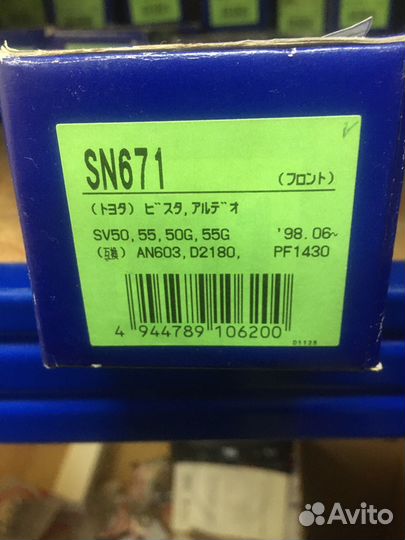 SN671
(フロント)
(トヨタ) ビスタ,アルデオ
SV50,55,50G,55G '98.06~
(互換) AN603,D2180, PF1430
4 944789 106200
D1128
Avito